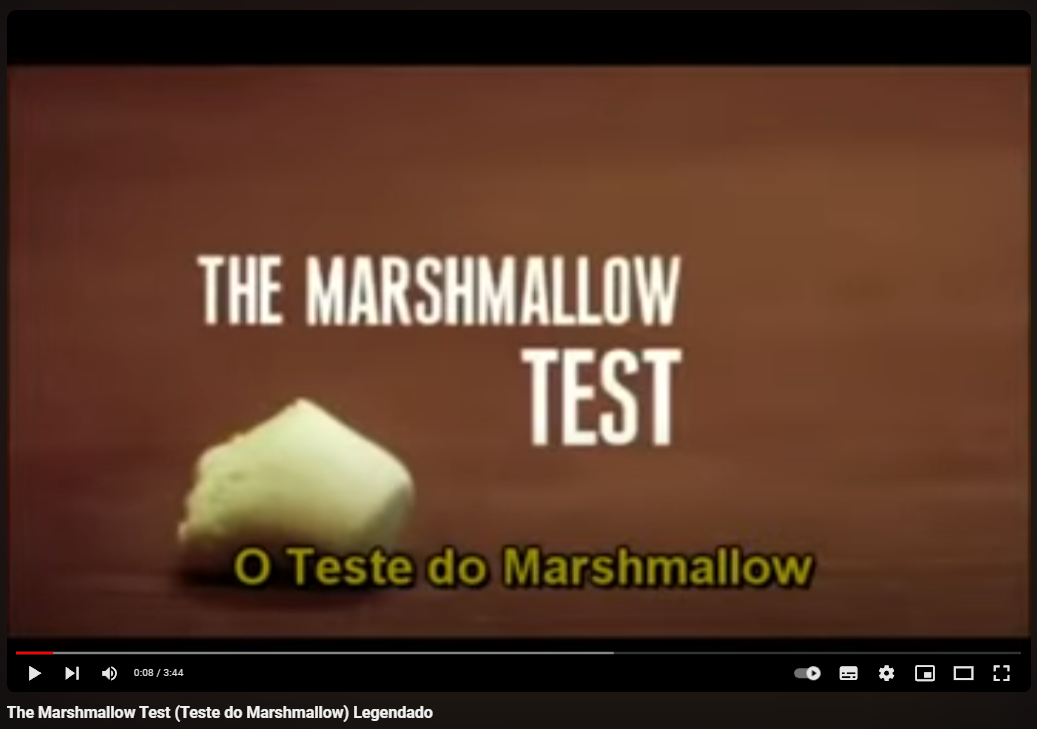 THE MARSHMALLOW
TEST
O Teste do Marshmallow
0:08 / 3:44
The Marshmallow Test (Teste do Marshmallow) Legendado